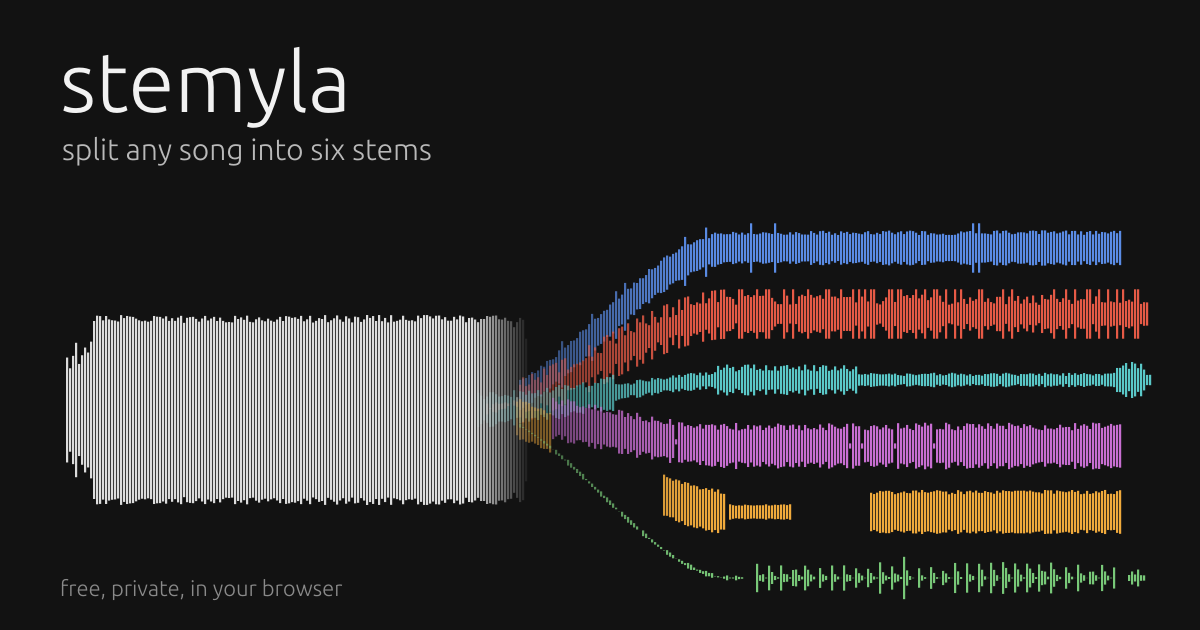 stemyla
split any song into six stems
free, private, in your browser